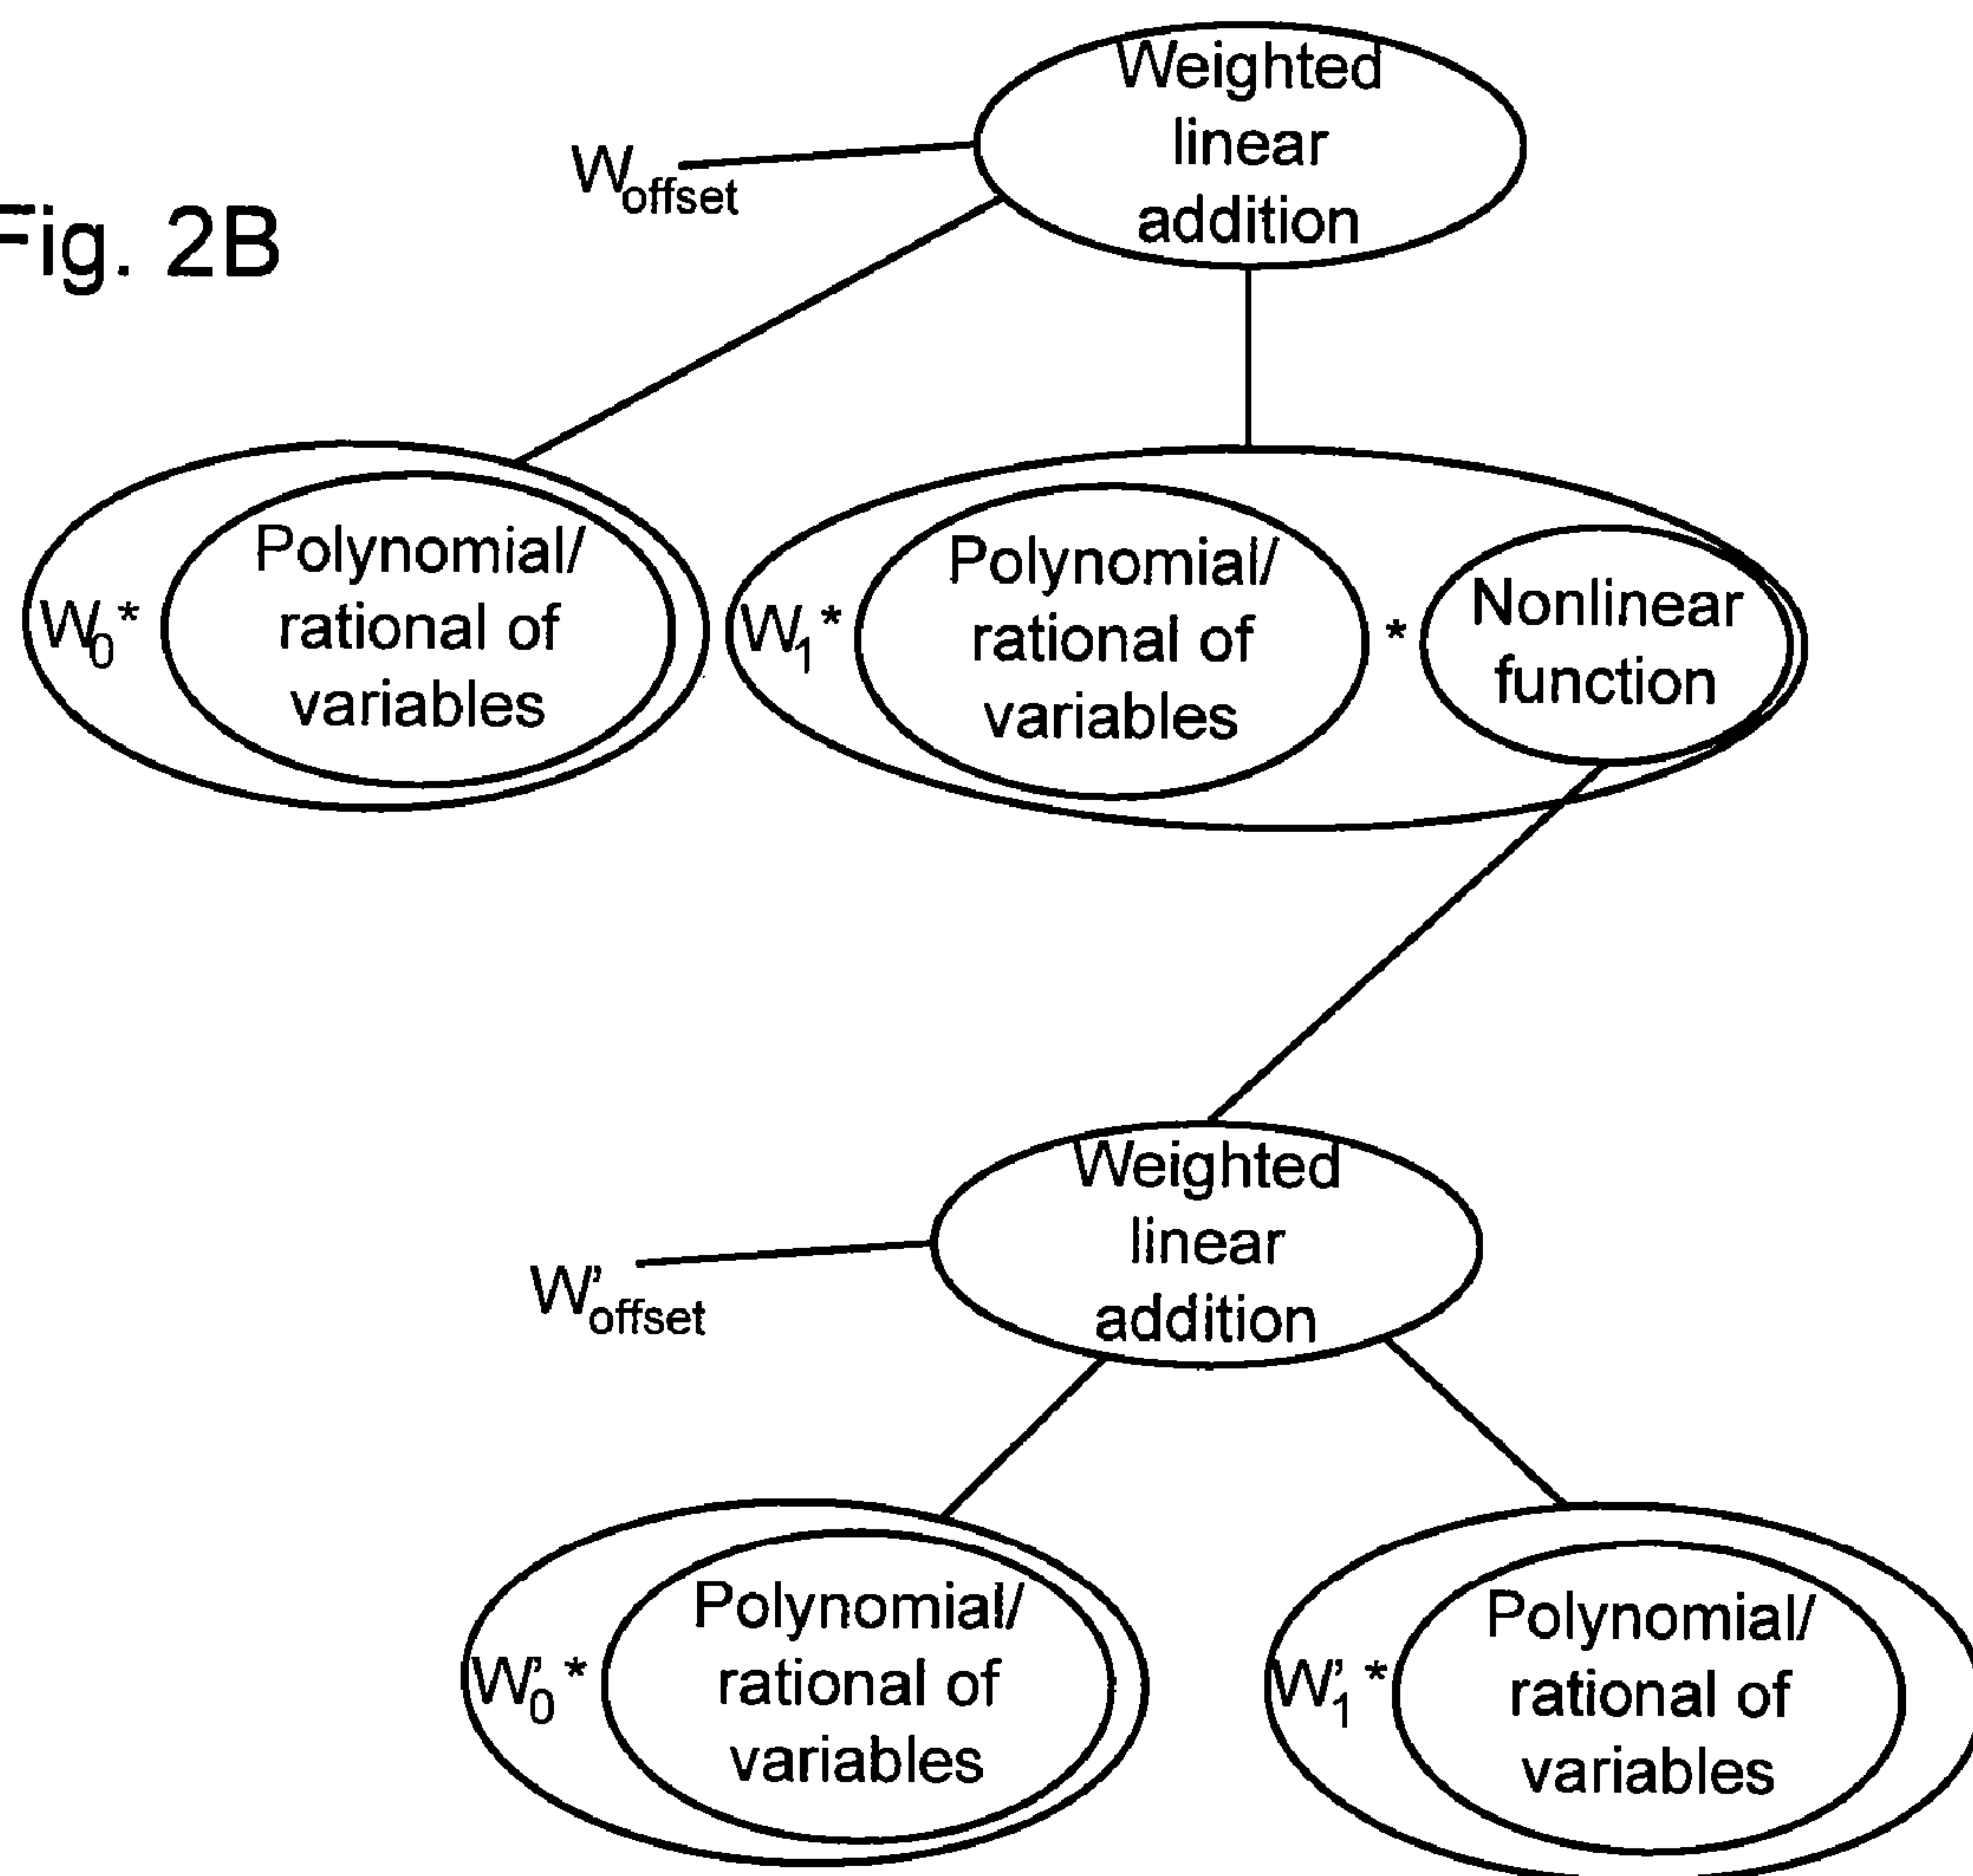 Weighted
linear
addition
Woffset
Fig. 2B
W0 *
Polynomial/
rational of
variables
W1 *
Polynomial/
rational of
variables
*
Nonlinear
function
Weighted
linear
addition
W'offset
W'0 *
Polynomial/
rational of
variables
W'1 *
Polynomial/
rational of
variables